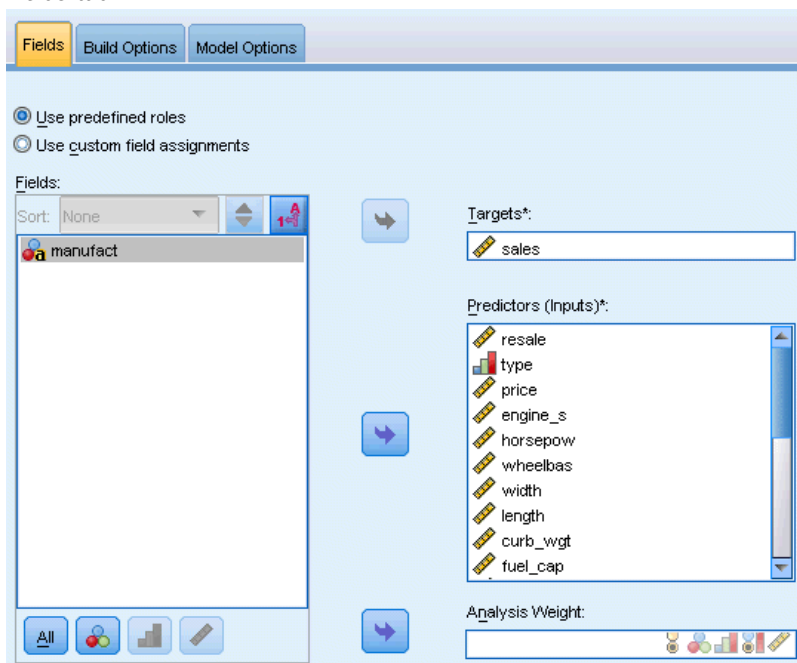 Fields Build Options Model Options
Use predefined roles
Use custom field assignments
Fields:
Sort: None
manufact
All
Targets*:
sales
Predictors (Inputs)*:
resale
type
price
engine_s
horsepow
wheelbas
width
length
curb_wgt
fuel_cap
Analysis Weight: